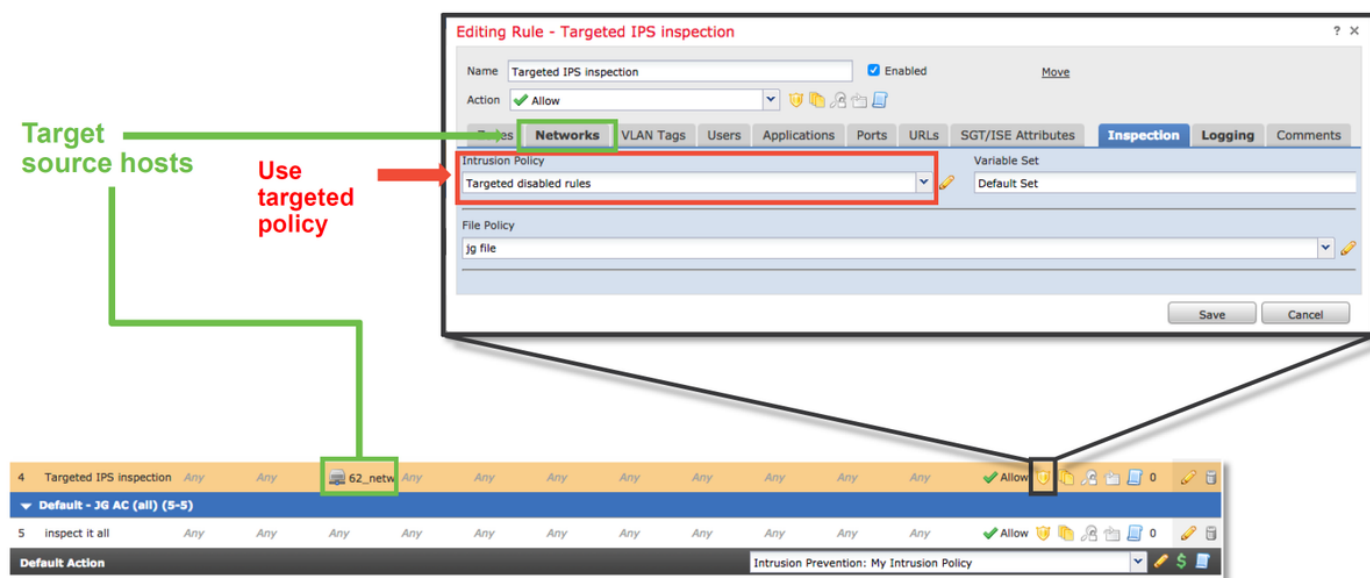 Editing Rule - Targeted IPS inspection ? ×
Name Targeted IPS inspection Enabled Move
Action Allow
Networks VLAN Tags Users Applications Ports URLs SGT/ISE Attributes Inspection Logging Comments
Target
source hosts
Use
targeted
policy
Intrusion Policy Variable Set
Targeted disabled rules Default Set
File Policy
jg file
Save Cancel
4 Targeted IPS inspection Any Any 62_netw Any Any Any Any Any Any Any Allow 0
Default - JG AC (all) (5-5)
5 inspect it all Any Any Any Any Any Any Any Any Any Any Allow 0
Default Action Intrusion Prevention: My Intrusion Policy $